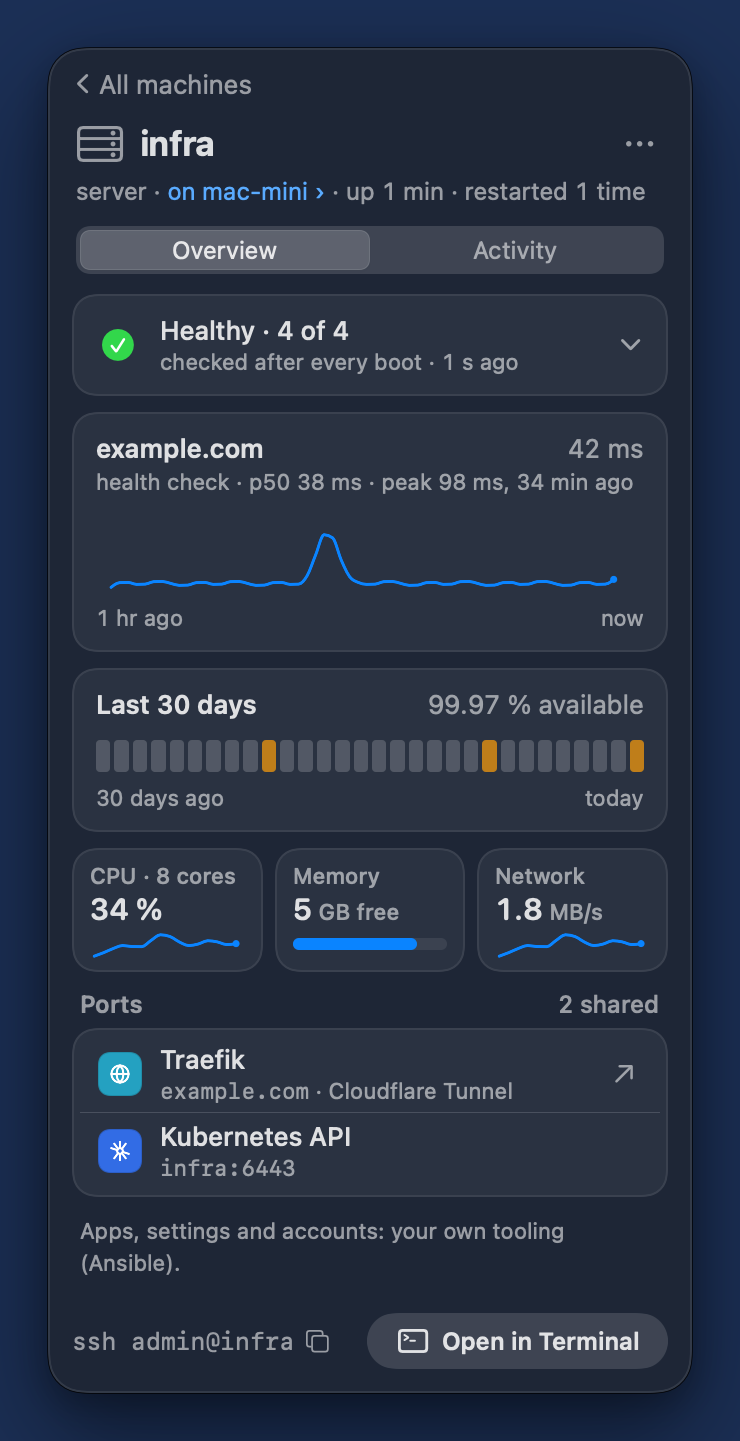 All machines
infra
server · on mac-mini › · up 1 min · restarted 1 time
Overview
Activity
Healthy · 4 of 4
checked after every boot · 1 s ago
example.com
42 ms
health check · p50 38 ms · peak 98 ms, 34 min ago
1 hr ago
now
Last 30 days
99.97 % available
30 days ago
today
CPU · 8 cores
34 %
Memory
5 GB free
Network
1.8 MB/s
Ports
2 shared
Traefik
example.com · Cloudflare Tunnel
Kubernetes API
infra:6443
Apps, settings and accounts: your own tooling
(Ansible).
ssh admin@infra
Open in Terminal